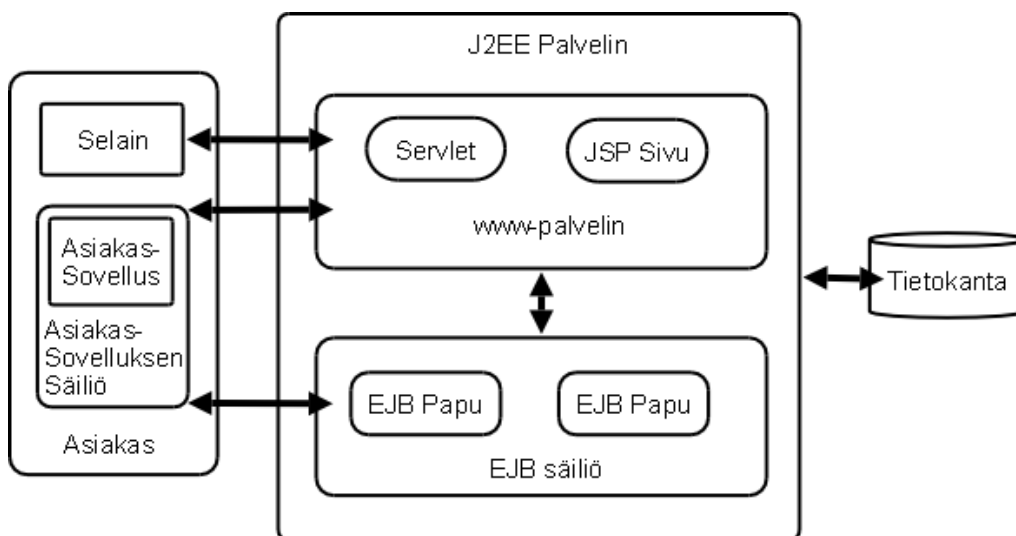 J2EE Palvelin
Selain
Servlet
JSP Sivu
www-palvelin
Asiakas-
Sovellus
Asiakas-
Sovelluksen
Säiliö
Asiakas
EJB Papu
EJB Papu
EJB säiliö
Tietokanta